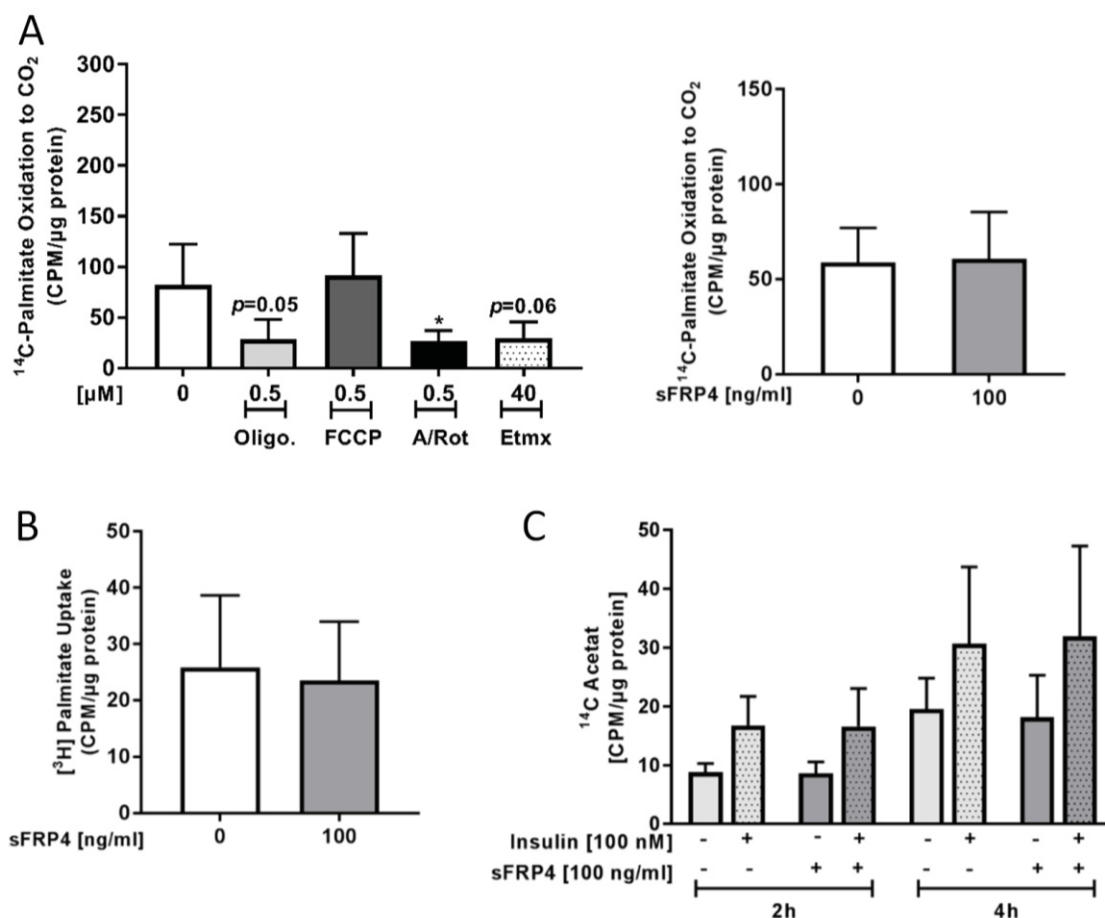 A
¹⁴C-Palmitate Oxidation to CO₂
(CPM/µg protein)
300
250
200
150
100
50
0
p=0.05
*
p=0.06
[µM]
0
0.5
0.5
0.5
40
Oligo.
FCCP
A/Rot
Etmx
¹⁴C-Palmitate Oxidation to CO₂
(CPM/µg protein)
150
100
50
0
sFRP4 [ng/ml]
0
100
B
[³H] Palmitate Uptake
(CPM/µg protein)
50
40
30
20
10
0
sFRP4 [ng/ml]
0
100
C
¹⁴C Acetat
[CPM/µg protein]
50
40
30
20
10
0
Insulin [100 nM] - + - + - + - +
sFRP4 [100 ng/ml] - - + + - - + +
2h
4h